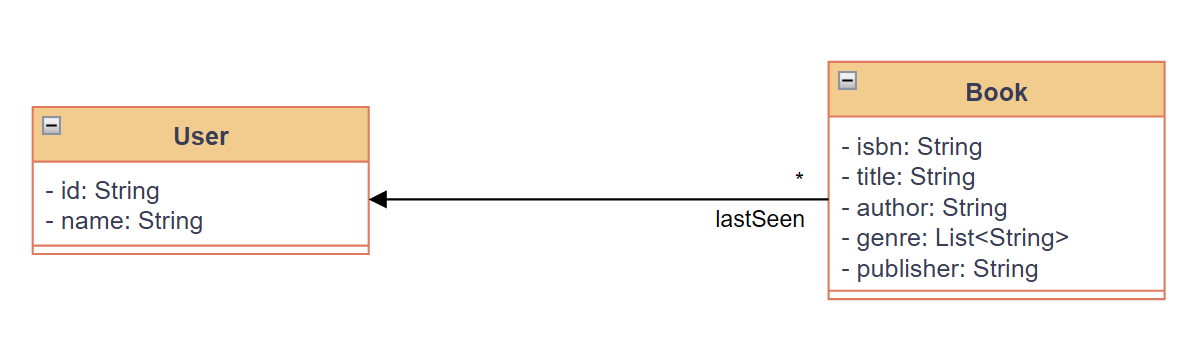 User
- id: String
- name: String
*
lastSeen
Book
- isbn: String
- title: String
- author: String
- genre: List<String>
- publisher: String